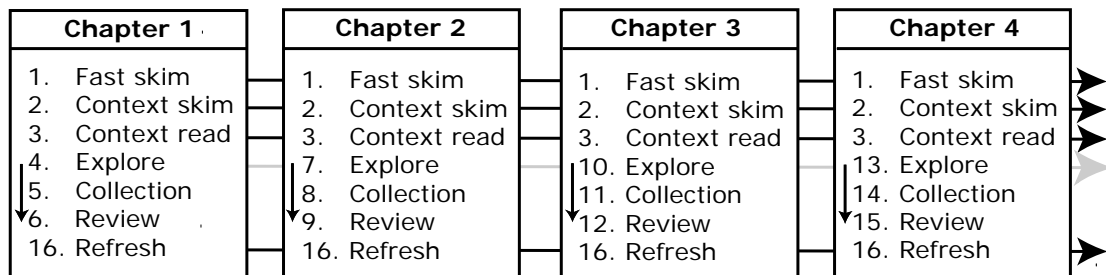 Chapter 1
1. Fast skim
2. Context skim
3. Context read
4. Explore
5. Collection
6. Review
16. Refresh
Chapter 2
1. Fast skim
2. Context skim
3. Context read
7. Explore
8. Collection
9. Review
16. Refresh
Chapter 3
1. Fast skim
2. Context skim
3. Context read
10. Explore
11. Collection
12. Review
16. Refresh
Chapter 4
1. Fast skim
2. Context skim
3. Context read
13. Explore
14. Collection
15. Review
16. Refresh